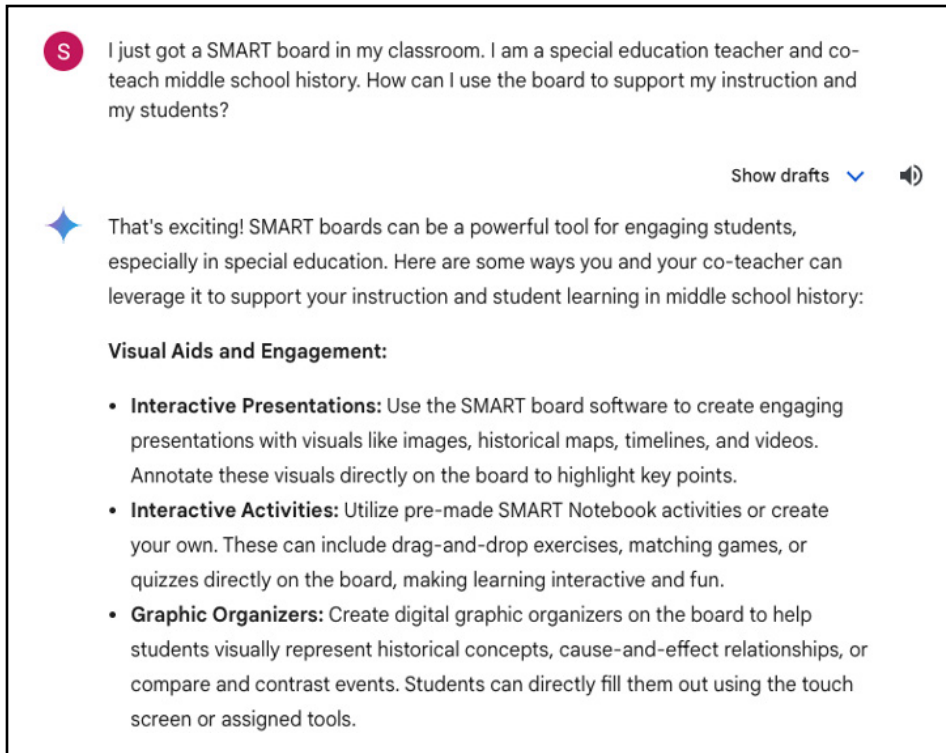 S
I just got a SMART board in my classroom. I am a special education teacher and co-
teach middle school history. How can I use the board to support my instruction and
my students?
Show drafts
That's exciting! SMART boards can be a powerful tool for engaging students,
especially in special education. Here are some ways you and your co-teacher can
leverage it to support your instruction and student learning in middle school history:
Visual Aids and Engagement:
• Interactive Presentations: Use the SMART board software to create engaging
presentations with visuals like images, historical maps, timelines, and videos.
Annotate these visuals directly on the board to highlight key points.
• Interactive Activities: Utilize pre-made SMART Notebook activities or create
your own. These can include drag-and-drop exercises, matching games, or
quizzes directly on the board, making learning interactive and fun.
• Graphic Organizers: Create digital graphic organizers on the board to help
students visually represent historical concepts, cause-and-effect relationships, or
compare and contrast events. Students can directly fill them out using the touch
screen or assigned tools.